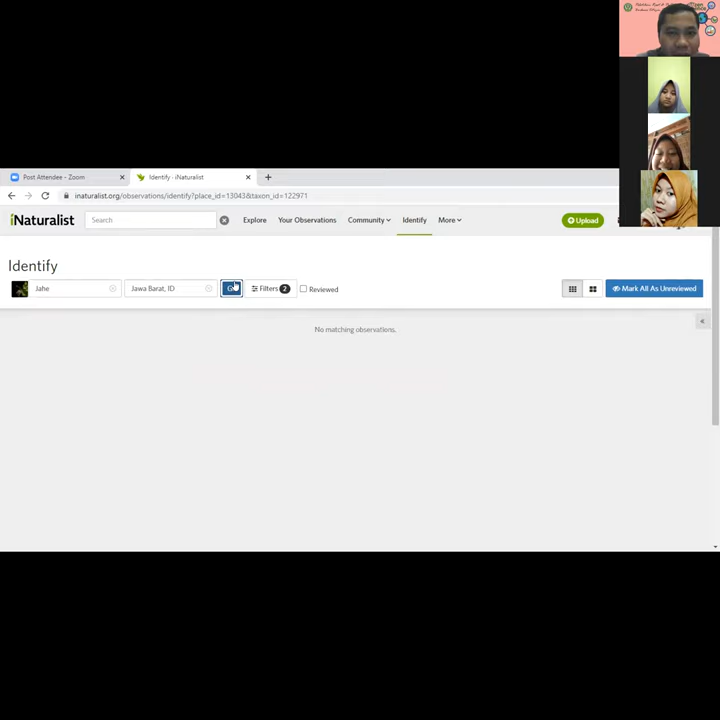 Post Attendee - Zoom
Identify · iNaturalist
inaturalist.org/observations/identify?place_id=13043&taxon_id=122971
iNaturalist
Search
Explore
Your Observations
Community
Identify
More
Upload
Identify
Jahe
Jawa Barat, ID
Filters 2
Reviewed
Mark All As Unreviewed
No matching observations.